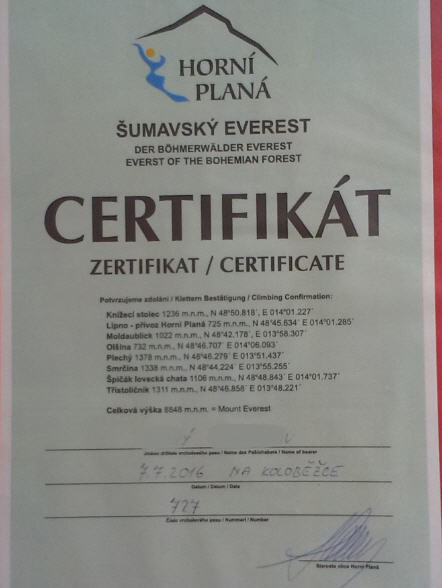 HORNÍ
PLANÁ
ŠUMAVSKÝ EVEREST
DER BÖHMERWÄLDER EVEREST
EVERST OF THE BOHEMIAN FOREST
CERTIFIKÁT
ZERTIFIKAT / CERTIFICATE
Potvrzujeme zdolání / Klettern Bestätigung / Climbing Confirmation:
Knížecí stolec 1236 m.n.m., N 48°50.818´, E 014°01.227´
Lipno - přívoz Horní Planá 725 m.n.m., N 48°45.634´ E 014°01.285´
Moldaublick 1022 m.n.m., N 48°42.178´, E 013°58.307´
Olšina 732 m.n.m., N 48°46.707´ E 014°06.093´
Plechý 1378 m.n.m., N 48°46.279´ E 013°51.437´
Smrčina 1338 m.n.m., N 48°44.224´ E 013°55.255´
Špičák lovecká chata 1106 m.n.m., N 48°48.843´ E 014°01.737´
Třístoličník 1311 m.n.m., N 48°46.858´ E 013°48.221´
Celková výška 8848 m.n.m. = Mount Everest
Jméno držitele vrcholového pasu / Name des Paßinhabers / Name of bearer
7.7.2016 NA KOLOBĚŽCE
Datum / Datum / Date
727
Číslo vrcholového pasu / Nummert / Number
Starosta obce Horní Planá